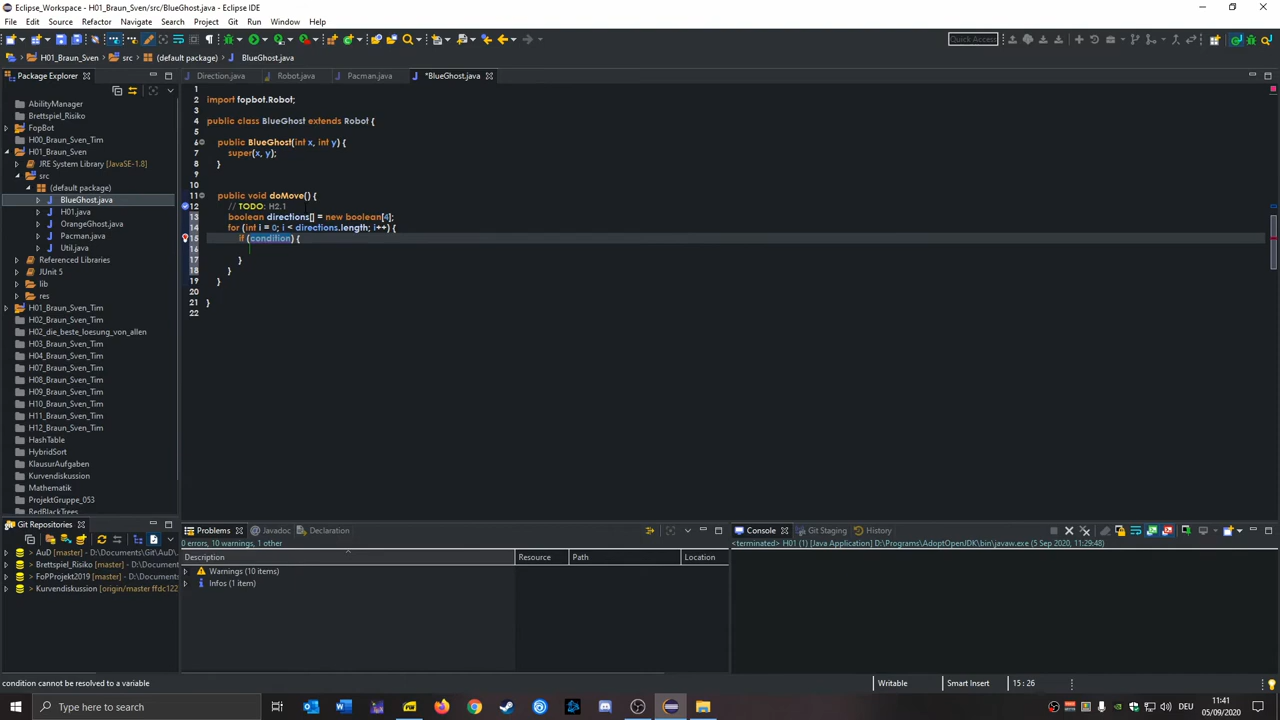 Eclipse_Workspace - H01_Braun_Sven/src/BlueGhost.java - Eclipse IDE
File Edit Source Refactor Navigate Search Project Git Run Window Help
Quick Access
H01_Braun_Sven src (default package) BlueGhost.java
Package Explorer
Direction.java Robot.java Pacman.java *BlueGhost.java
AbilityManager
Brettspiel_Risiko
FopBot
H00_Braun_Sven_Tim
H01_Braun_Sven
JRE System Library [JavaSE-1.8]
src
(default package)
BlueGhost.java
H01.java
OrangeGhost.java
Pacman.java
Util.java
Referenced Libraries
JUnit 5
lib
res
H01_Braun_Sven_Tim
H02_Braun_Sven_Tim
H02_die_beste_loesung_von_allen
H03_Braun_Sven_Tim
H04_Braun_Sven_Tim
H07_Braun_Sven_Tim
H08_Braun_Sven_Tim
H09_Braun_Sven_Tim
H10_Braun_Sven_Tim
H11_Braun_Sven_Tim
H12_Braun_Sven_Tim
HashTable
HybridSort
KlausurAufgaben
Kurvendiskussion
Mathematik
ProjektGruppe_053
RedBlackTrees
1
2 import fopbot.Robot;
3
4 public class BlueGhost extends Robot {
5
6 public BlueGhost(int x, int y) {
7 super(x, y);
8 }
9
10
11 public void doMove() {
12 // TODO: H2.1
13 boolean directions[] = new boolean[4];
14 for (int i = 0; i < directions.length; i++) {
15 if (condition) {
16
17 }
18 }
19 }
20
21 }
22
Git Repositories
> AuD [master] - D:\Documents\Git\AuD
> Brettspiel_Risiko [master] - D:\Docum
FoPProjekt2019 [master] - D:\Documents
> Kurvendiskussion [origin/master ffdc122
Problems @ Javadoc Declaration
0 errors, 10 warnings, 1 other
Description Resource Path Location
Warnings (10 items)
Infos (1 item)
Console Git Staging History
<terminated> H01 (1) [Java Application] D:\Programs\AdoptOpenJDK\bin\javaw.exe (5 Sep 2020, 11:29:48)
condition cannot be resolved to a variable
Writable Smart Insert 15 : 26
Type here to search
DEU
11:41
05/09/2020